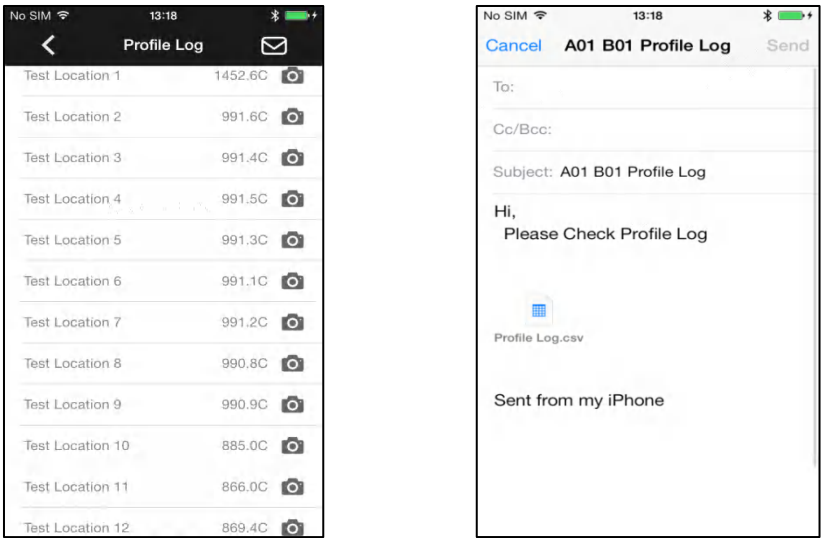 No SIM 13:18
Profile Log
Test Location 1 1452.6C
Test Location 2 991.6C
Test Location 3 991.4C
Test Location 4 991.5C
Test Location 5 991.3C
Test Location 6 991.1C
Test Location 7 991.2C
Test Location 8 990.8C
Test Location 9 990.9C
Test Location 10 885.0C
Test Location 11 866.0C
Test Location 12 869.4C
No SIM 13:18
Cancel A01 B01 Profile Log Send
To:
Cc/Bcc:
Subject: A01 B01 Profile Log
Hi,
Please Check Profile Log
Profile Log.csv
Sent from my iPhone